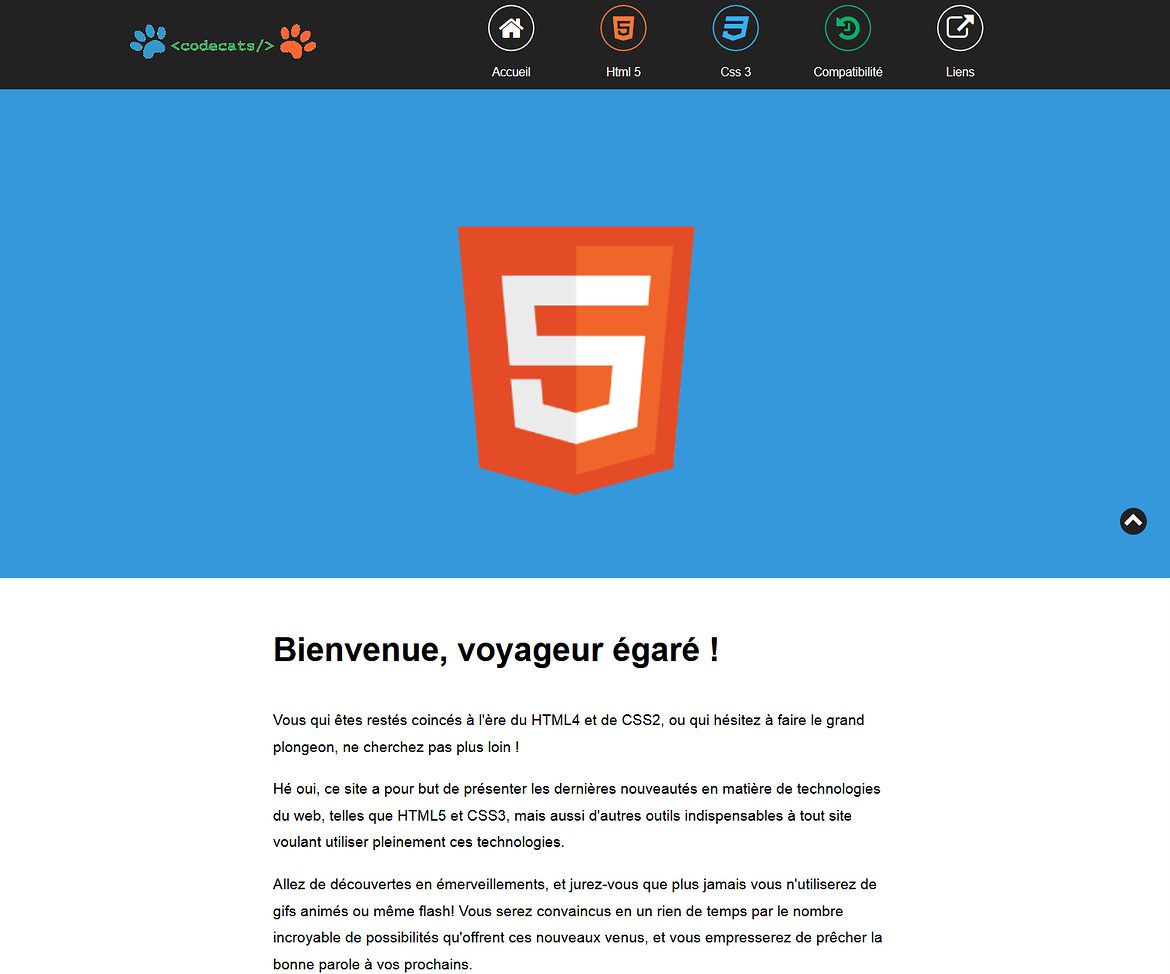 <codecats/>
Accueil
Html 5
Css 3
Compatibilité
Liens
Bienvenue, voyageur égaré !
Vous qui êtes restés coincés à l'ère du HTML4 et de CSS2, ou qui hésitez à faire le grand
plongeon, ne cherchez pas plus loin !
Hé oui, ce site a pour but de présenter les dernières nouveautés en matière de technologies
du web, telles que HTML5 et CSS3, mais aussi d'autres outils indispensables à tout site
voulant utiliser pleinement ces technologies.
Allez de découvertes en émerveillements, et jurez-vous que plus jamais vous n'utiliserez de
gifs animés ou même flash! Vous serez convaincus en un rien de temps par le nombre
incroyable de possibilités qu'offrent ces nouveaux venus, et vous empresserez de prêcher la
bonne parole à vos prochains.